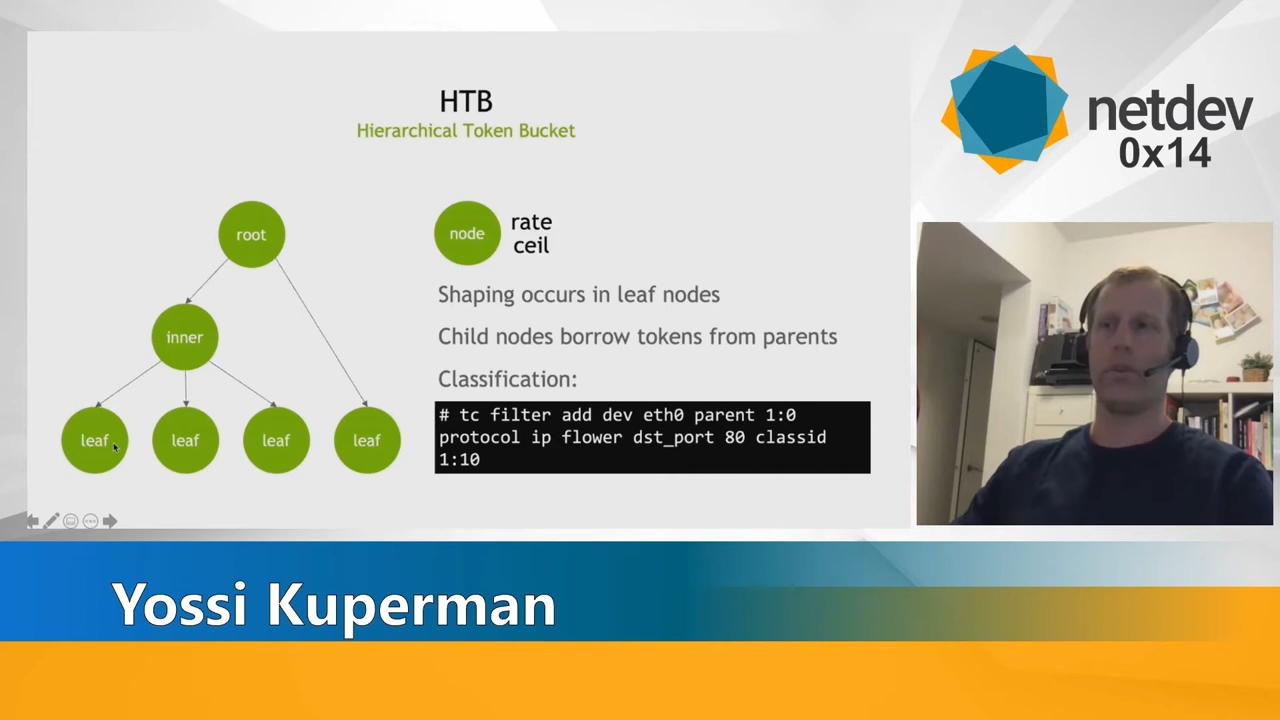 HTB
Hierarchical Token Bucket
root
inner
leaf
leaf
leaf
leaf
node
rate
ceil
Shaping occurs in leaf nodes
Child nodes borrow tokens from parents
Classification:
# tc filter add dev eth0 parent 1:0
protocol ip flower dst_port 80 classid
1:10
netdev
0x14
Yossi Kuperman